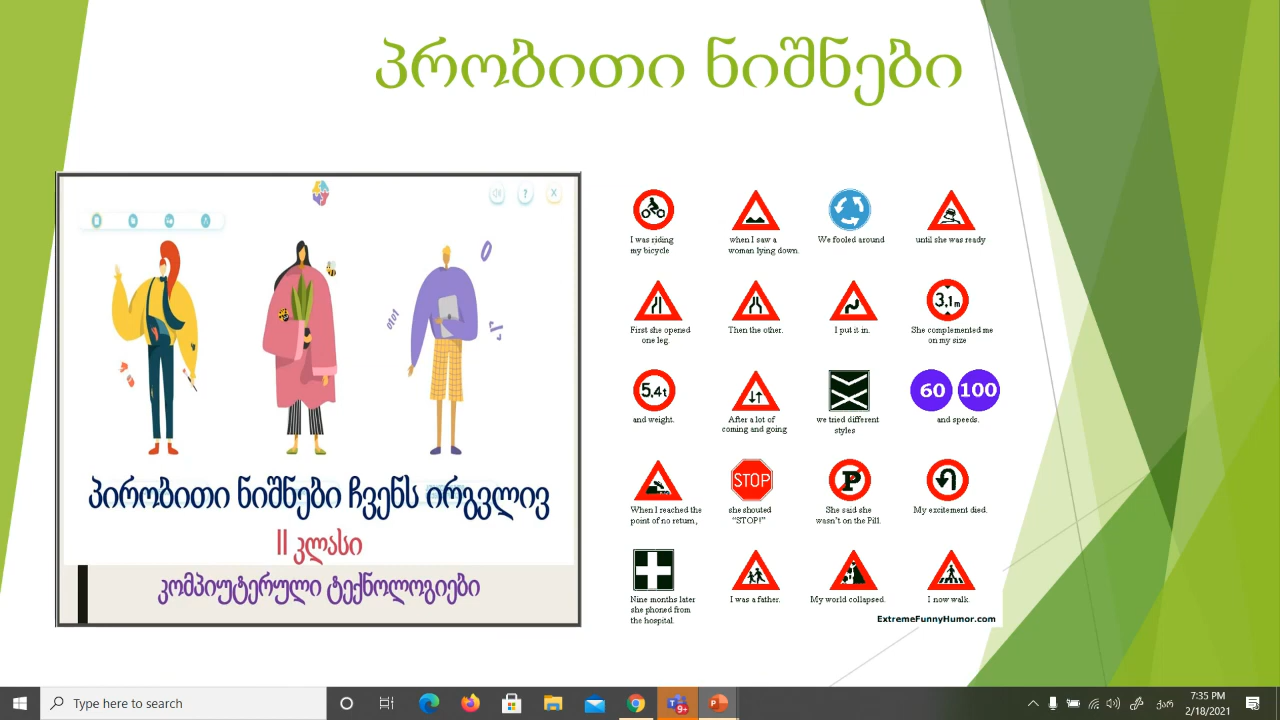 პრობითი ნიშნები
?
X
0
0101
პირობითი ნიშნები ჩვენს ირგვლივ
II კლასი
კომპიუტერული ტექნოლოგიები
I was riding
my bicycle
when I saw a
woman lying down.
We fooled around
until she was ready
First she opened
one leg.
Then the other.
I put it in.
3,1m
She complemented me
on my size
5,4t
and weight.
After a lot of
coming and going
we tried different
styles
60 100
and speeds.
When I reached the
point of no return,
STOP
she shouted
“STOP!”
P
She said she
wasn't on the Pill.
My excitement died.
Nine months later
she phoned from
the hospital.
I was a father.
My world collapsed.
I now walk.
ExtremeFunnyHumor.com
Type here to search
9+
ქარ
7:35 PM
2/18/2021